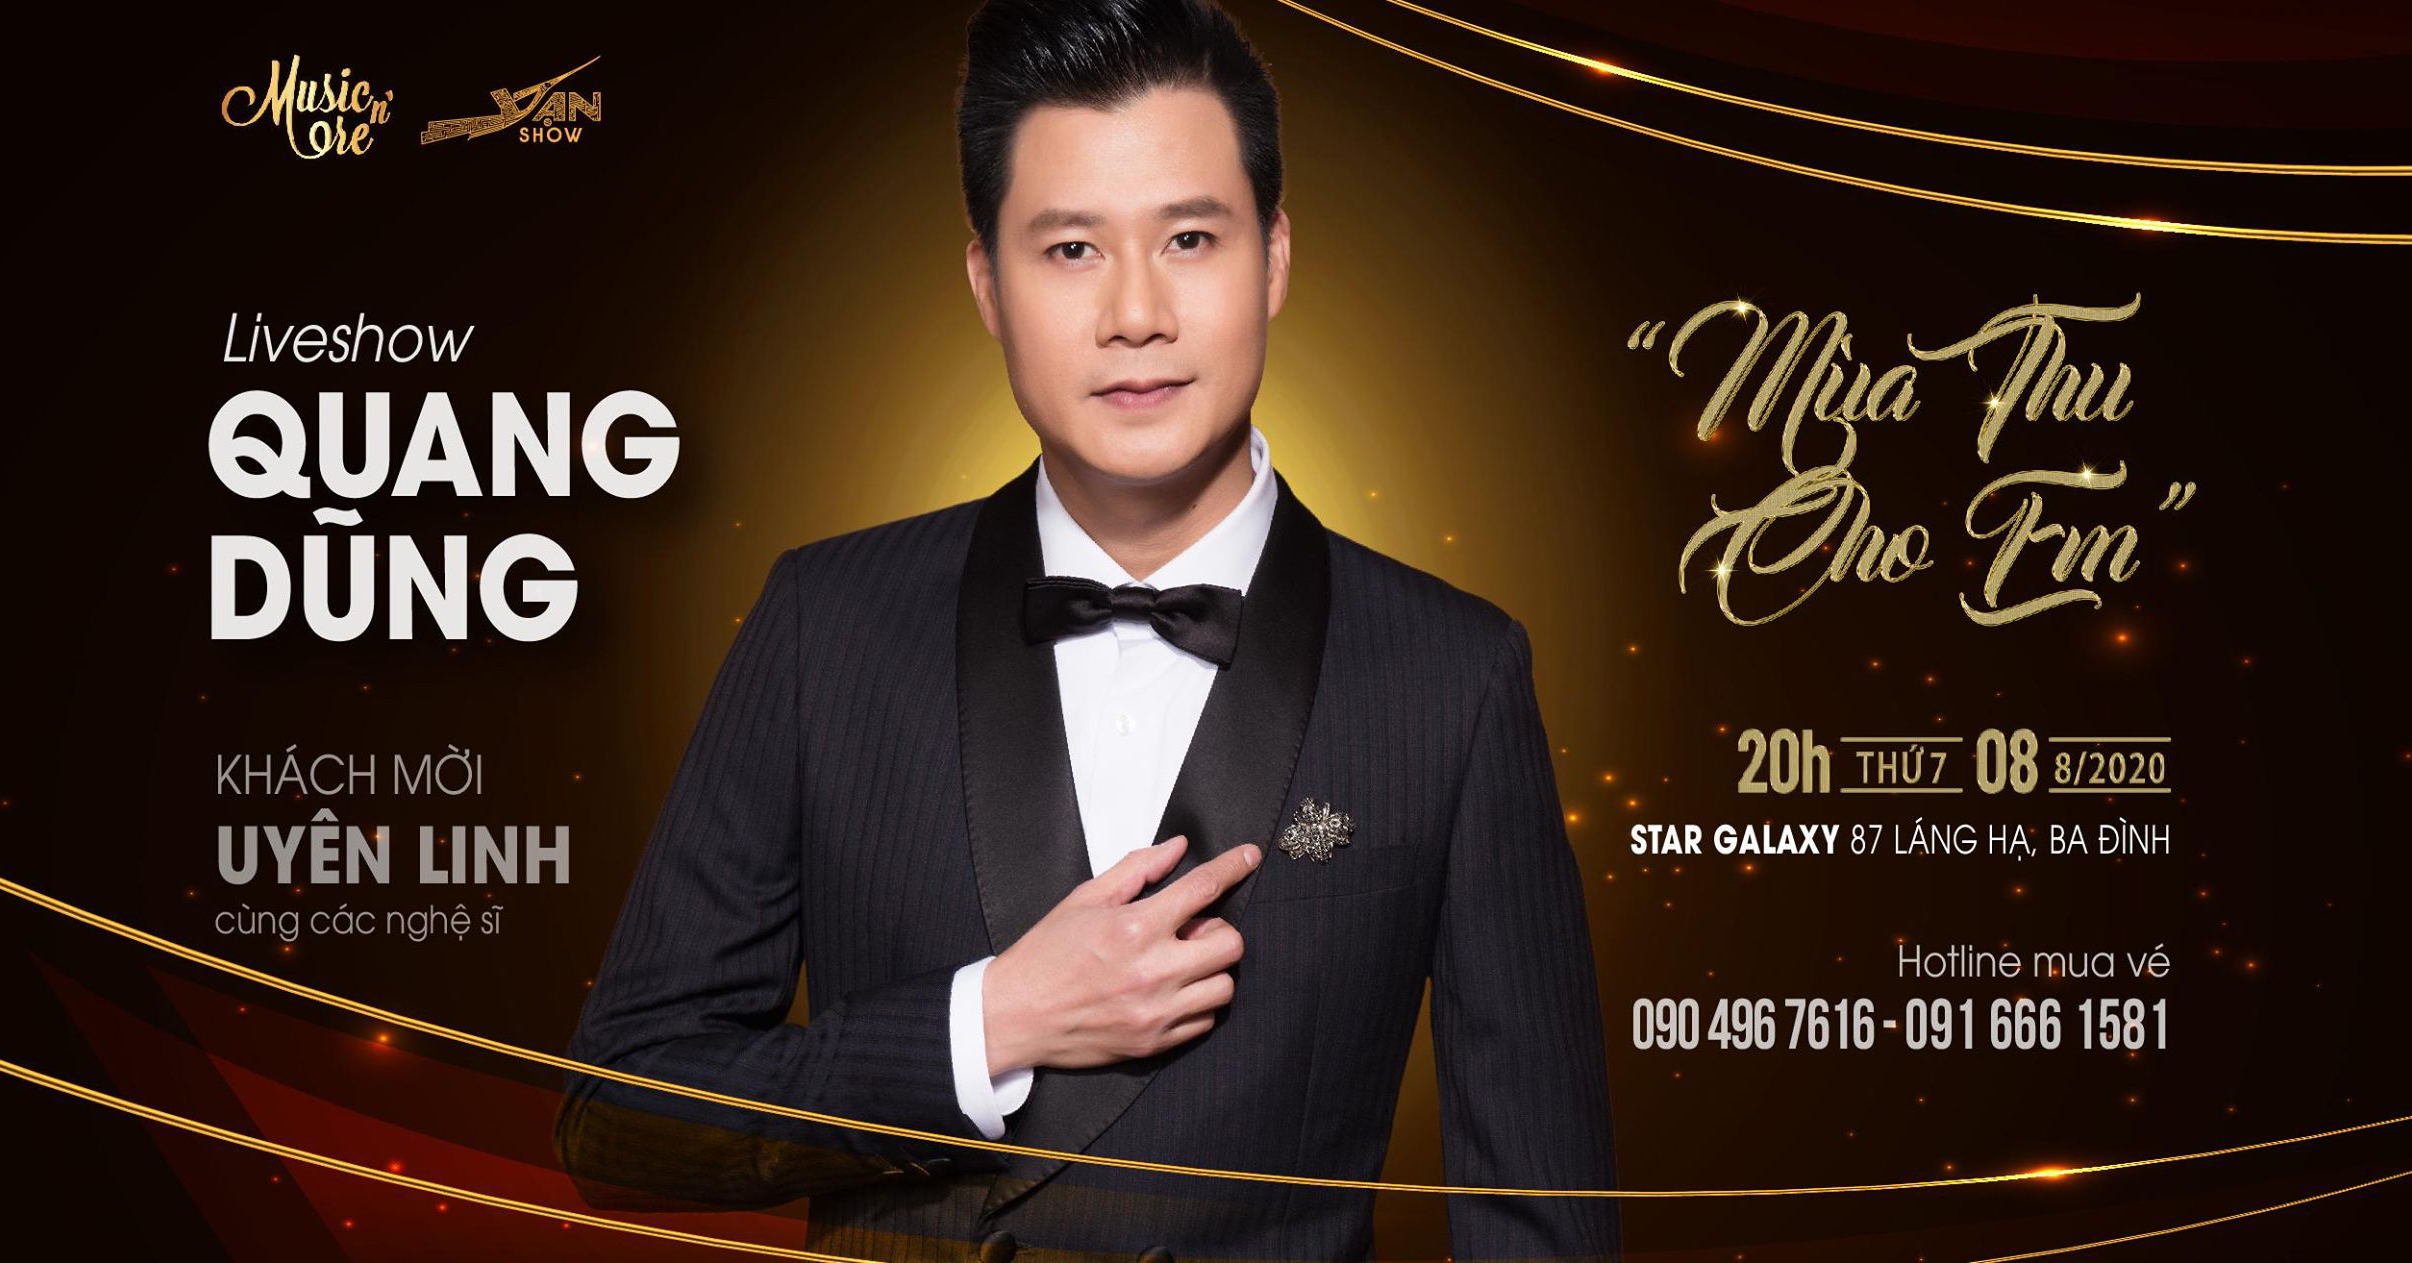 Music n'
More
VẠN
SHOW
Liveshow
QUANG
DŨNG
KHÁCH MỜI
UYÊN LINH
cùng các nghệ sĩ
“Mùa Thu
Cho Em”
20h THỨ 7 08 8/2020
STAR GALAXY 87 LÁNG HẠ, BA ĐÌNH
Hotline mua vé
090 496 7616 - 091 666 1581